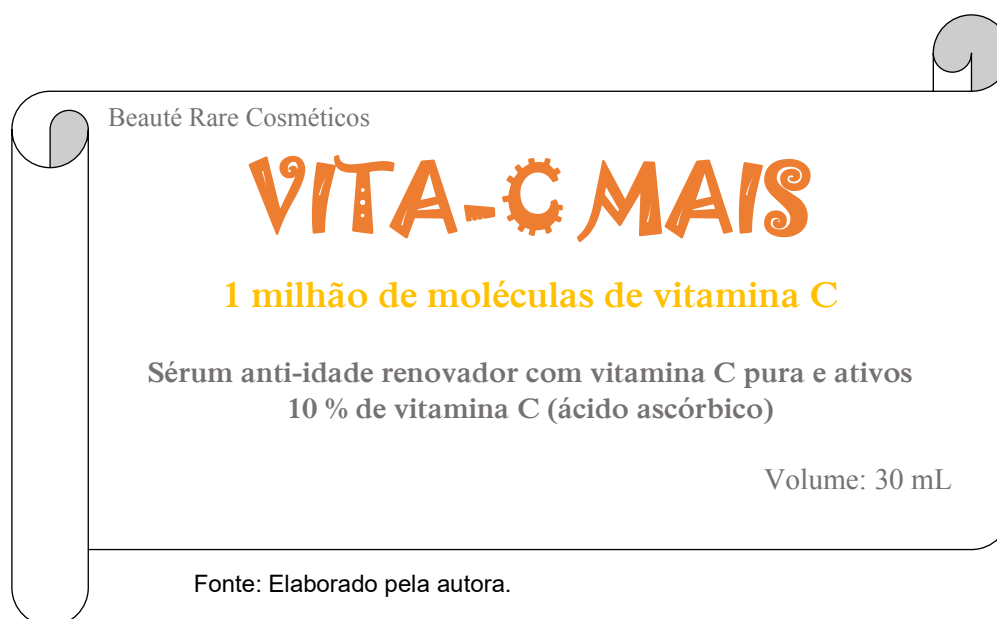 Beauté Rare Cosméticos
VITA-C MAIS
1 milhão de moléculas de vitamina C
Sérum anti-idade renovador com vitamina C pura e ativos
10 % de vitamina C (ácido ascórbico)
Volume: 30 mL
Fonte: Elaborado pela autora.